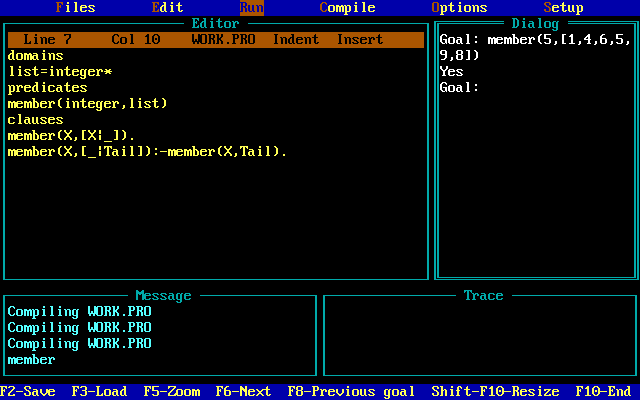 Files Edit Run Compile Options Setup
Editor
Line 7 Col 10 WORK.PRO Indent Insert
domains
list=integer*
predicates
member(integer,list)
clauses
member(X,[X|_]).
member(X,[_|Tail]):-member(X,Tail).
Dialog
Goal: member(5,[1,4,6,5,
9,8])
Yes
Goal:
Message
Compiling WORK.PRO
Compiling WORK.PRO
Compiling WORK.PRO
member
Trace
F2-Save F3-Load F5-Zoom F6-Next F8-Previous goal Shift-F10-Resize F10-End